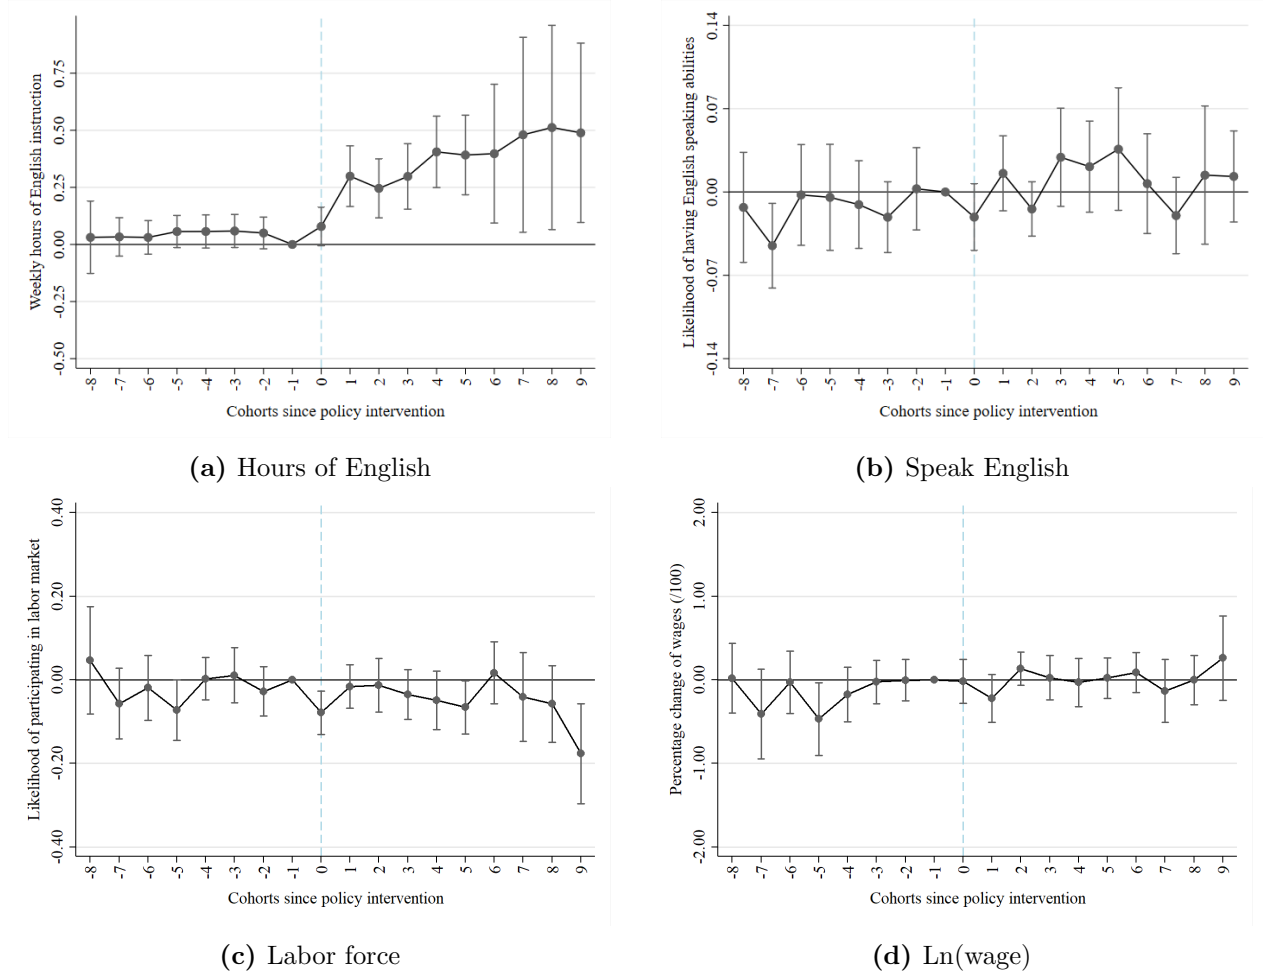 Weekly hours of English instruction
0.75
0.50
0.25
0.00
-0.25
-0.50
-8 -7 -6 -5 -4 -3 -2 -1 0 1 2 3 4 5 6 7 8 9
Cohorts since policy intervention
(a) Hours of English
Likelihood of having English speaking abilities
0.14
0.07
0.00
-0.07
-0.14
-8 -7 -6 -5 -4 -3 -2 -1 0 1 2 3 4 5 6 7 8 9
Cohorts since policy intervention
(b) Speak English
Likelihood of participating in labor market
0.40
0.20
0.00
-0.20
-0.40
-8 -7 -6 -5 -4 -3 -2 -1 0 1 2 3 4 5 6 7 8 9
Cohorts since policy intervention
(c) Labor force
Percentage change of wages (/100)
2.00
1.00
0.00
-1.00
-2.00
-8 -7 -6 -5 -4 -3 -2 -1 0 1 2 3 4 5 6 7 8 9
Cohorts since policy intervention
(d) Ln(wage)